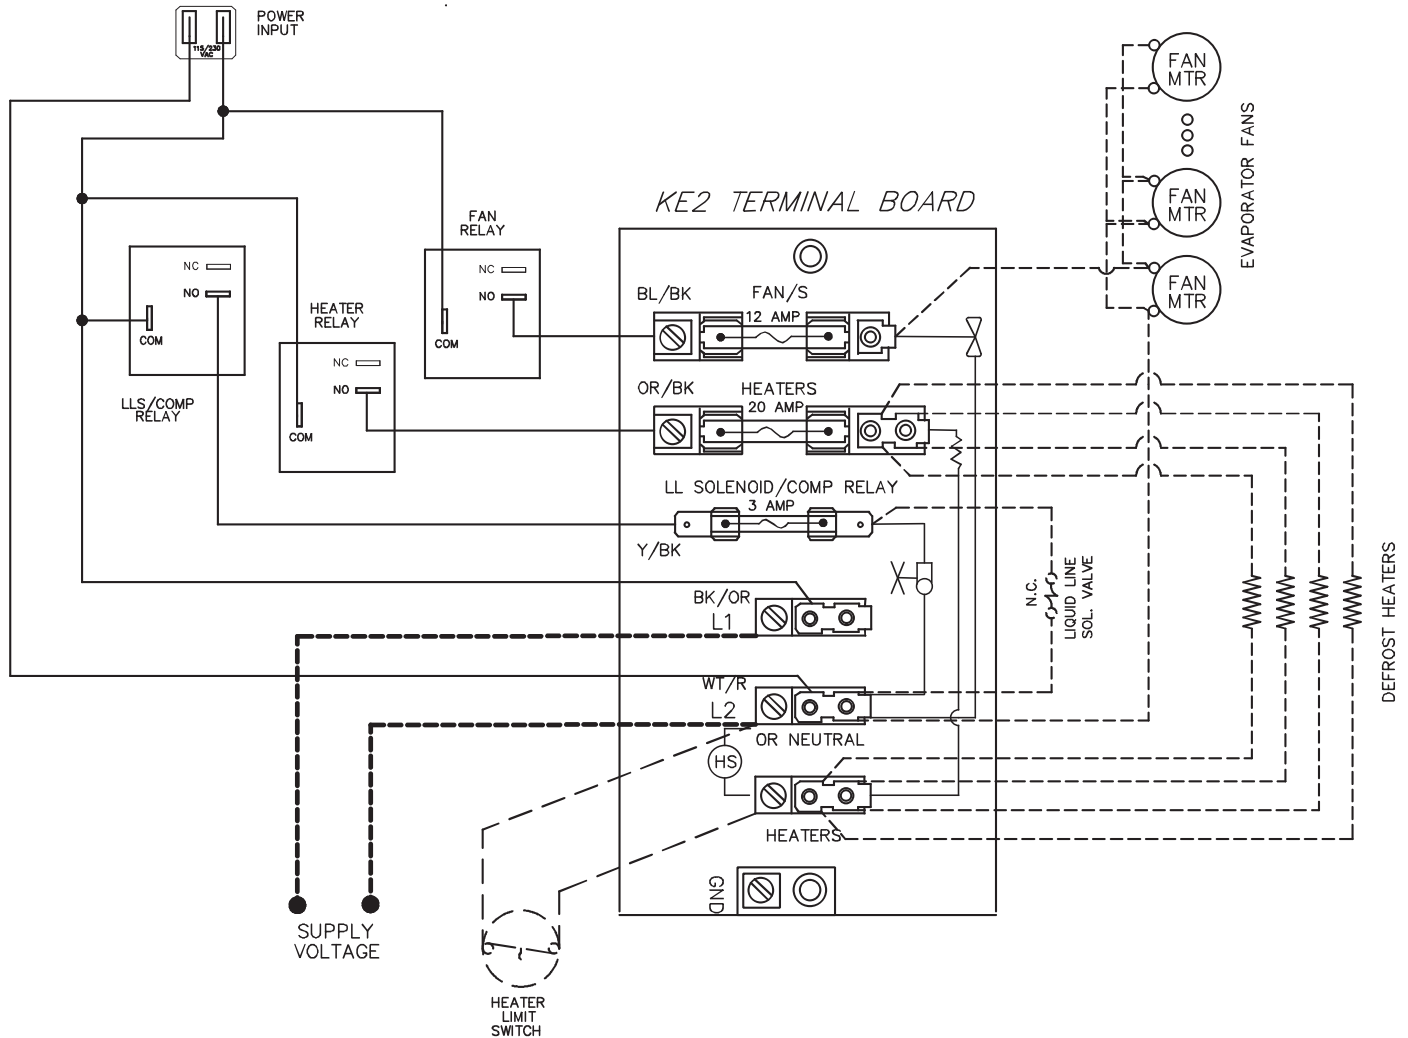 POWER
INPUT
115/230
VAC
FAN
MTR
FAN
MTR
FAN
MTR
EVAPORATOR FANS
KE2 TERMINAL BOARD
FAN
RELAY
NC
NO
COM
NC
NO
COM
LLS/COMP
RELAY
HEATER
RELAY
NC
NO
COM
BL/BK
FAN/S
12 AMP
OR/BK
HEATERS
20 AMP
LL SOLENOID/COMP RELAY
3 AMP
Y/BK
BK/OR
L1
WT/R
L2
OR NEUTRAL
HS
HEATERS
GND
N.C.
LIQUID LINE
SOL. VALVE
DEFROST HEATERS
SUPPLY
VOLTAGE
HEATER
LIMIT
SWITCH